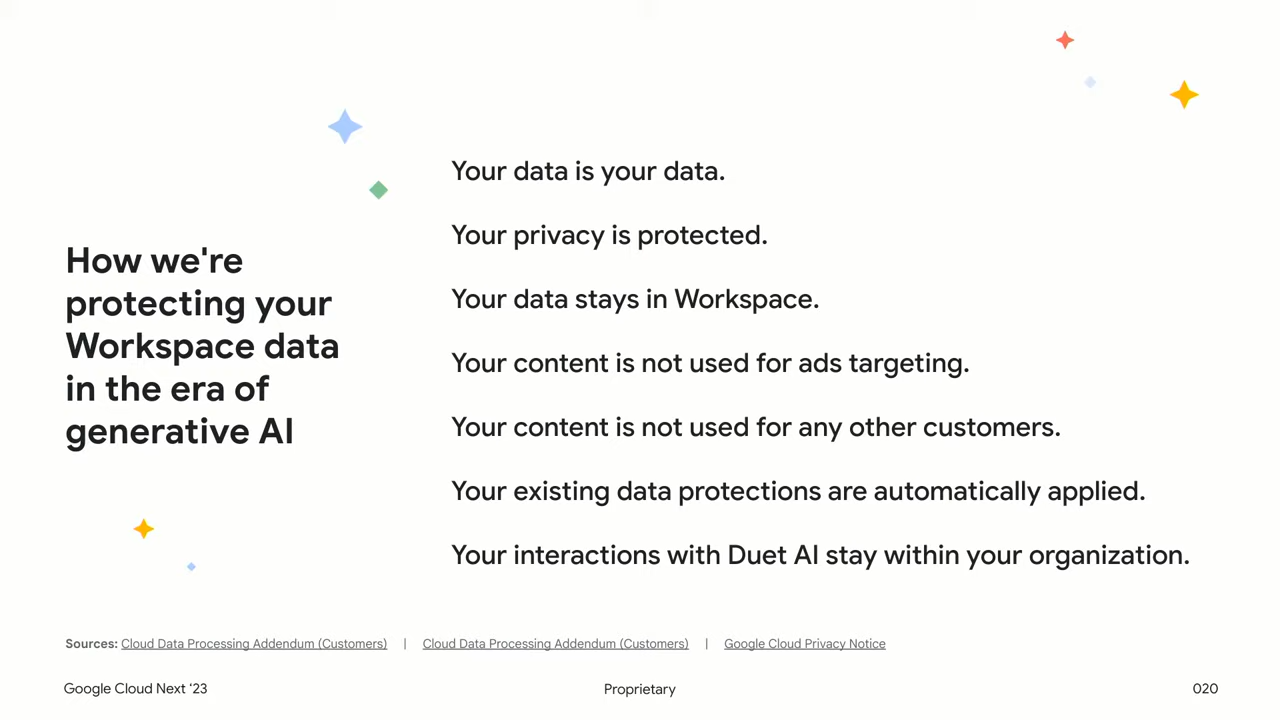 How we're
protecting your
Workspace data
in the era of
generative AI
Your data is your data.
Your privacy is protected.
Your data stays in Workspace.
Your content is not used for ads targeting.
Your content is not used for any other customers.
Your existing data protections are automatically applied.
Your interactions with Duet AI stay within your organization.
Sources: Cloud Data Processing Addendum (Customers) | Cloud Data Processing Addendum (Customers) | Google Cloud Privacy Notice
Google Cloud Next ‘23 Proprietary 020